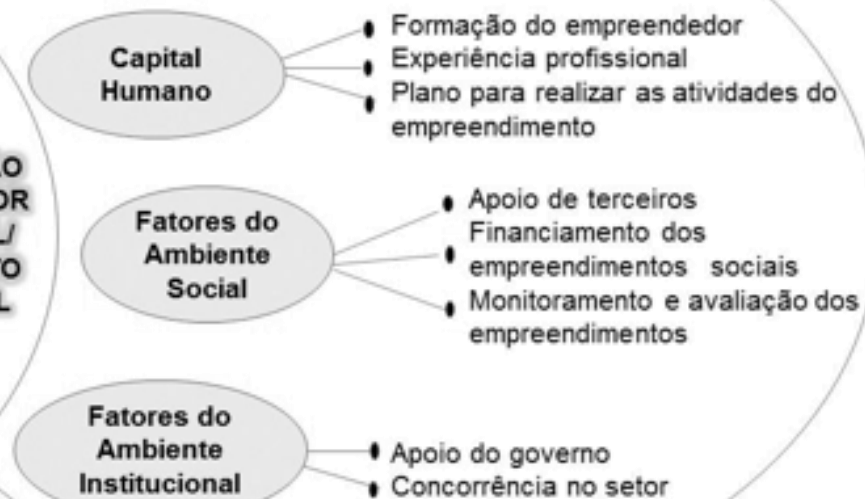 Capital
Humano
Formação do empreendedor
Experiência profissional
Plano para realizar as atividades do
empreendimento
Fatores do
Ambiente
Social
Apoio de terceiros
Financiamento dos
empreendimentos sociais
Monitoramento e avaliação dos
empreendimentos
Fatores do
Ambiente
Institucional
Apoio do governo
Concorrência no setor